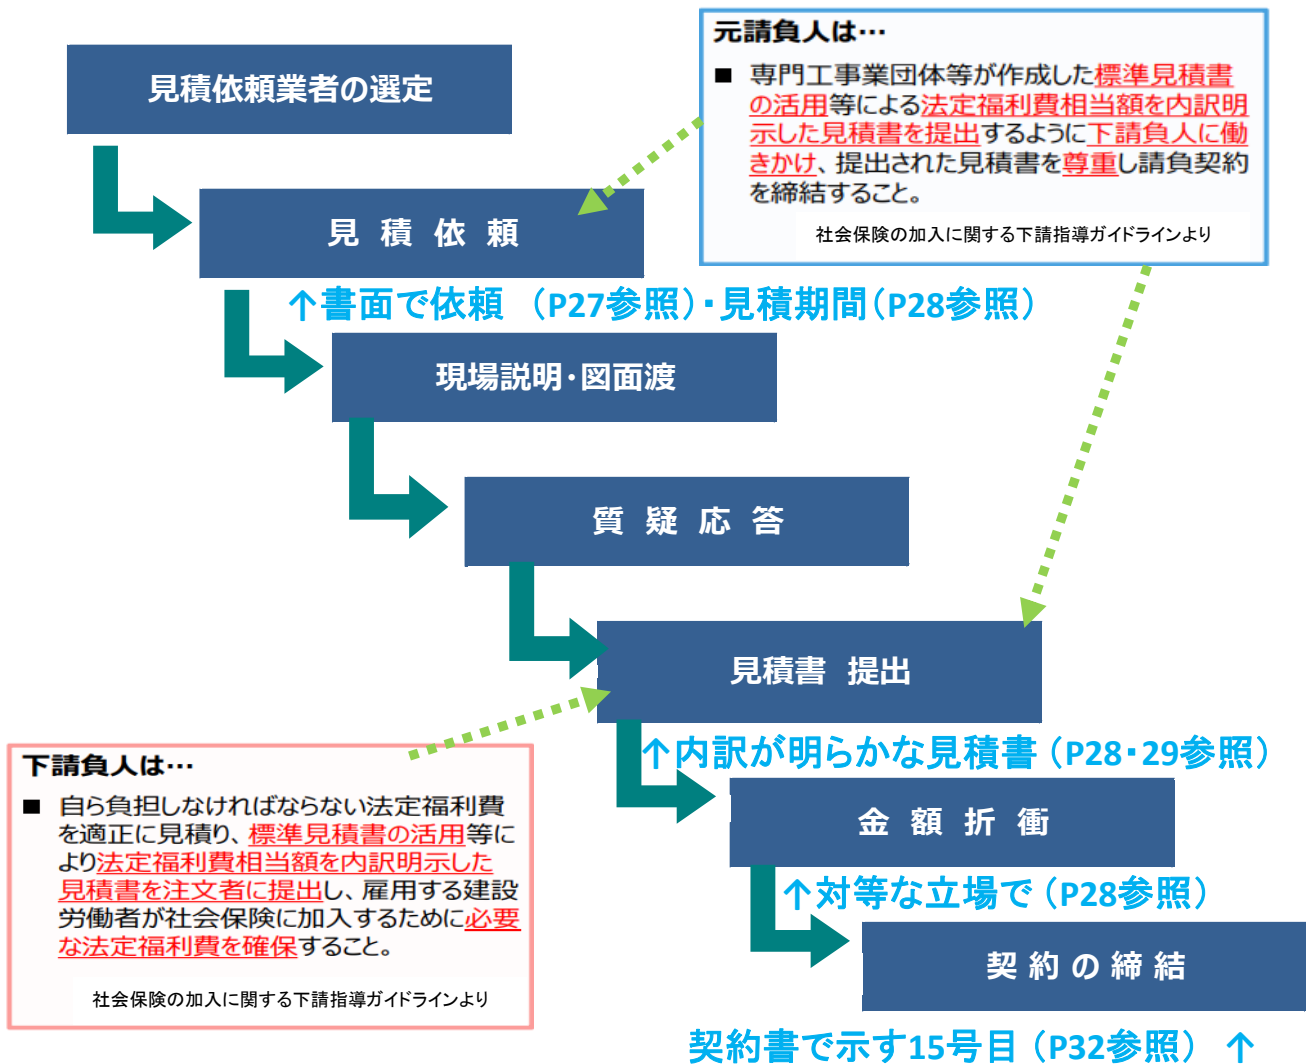 見積依頼業者の選定
元請負人は…
■ 専門工事業団体等が作成した標準見積書
の活用等による法定福利費相当額を内訳明
示した見積書を提出するように下請負人に働
きかけ、提出された見積書を尊重し請負契約
を締結すること。
社会保険の加入に関する下請指導ガイドラインより
見 積 依 頼
↑書面で依頼 （P27参照）・見積期間（P28参照）
現場説明・図面渡
質 疑 応 答
見積書 提出
↑内訳が明らかな見積書（P28・29参照）
下請負人は…
■ 自ら負担しなければならない法定福利費
を適正に見積り、標準見積書の活用等に
より法定福利費相当額を内訳明示した
見積書を注文者に提出し、雇用する建設
労働者が社会保険に加入するために必要
な法定福利費を確保すること。
社会保険の加入に関する下請指導ガイドラインより
金 額 折 衝
↑対等な立場で（P28参照）
契 約 の 締 結
契約書で示す15号目（P32参照） ↑